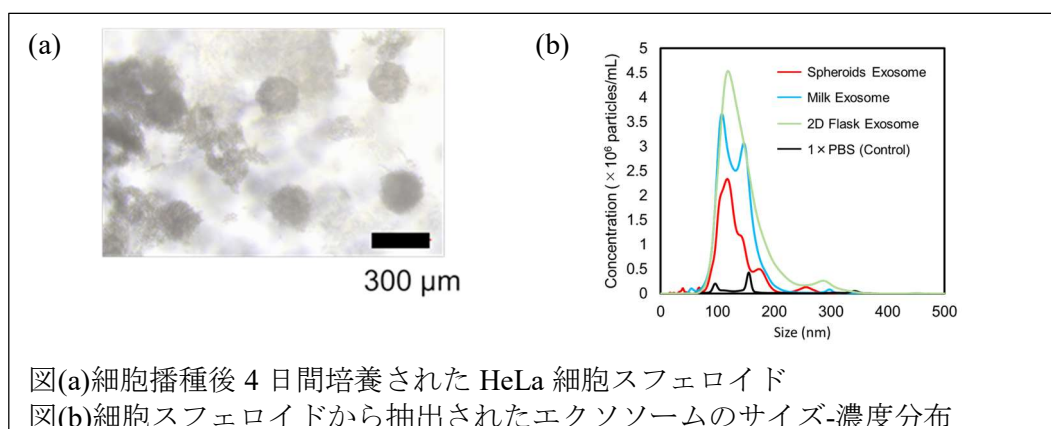 (a)
300 μm
(b)
5
4.5
4
3.5
3
2.5
2
1.5
1
0.5
0
Concentration (×10⁶ particles/mL)
Spheroids Exosome
Milk Exosome
2D Flask Exosome
1×PBS (Control)
0 100 200 300 400 500
Size (nm)
図(a)細胞播種後 4 日間培養された HeLa 細胞スフェロイド
図(b)細胞スフェロイドから抽出されたエクソソームのサイズ-濃度分布